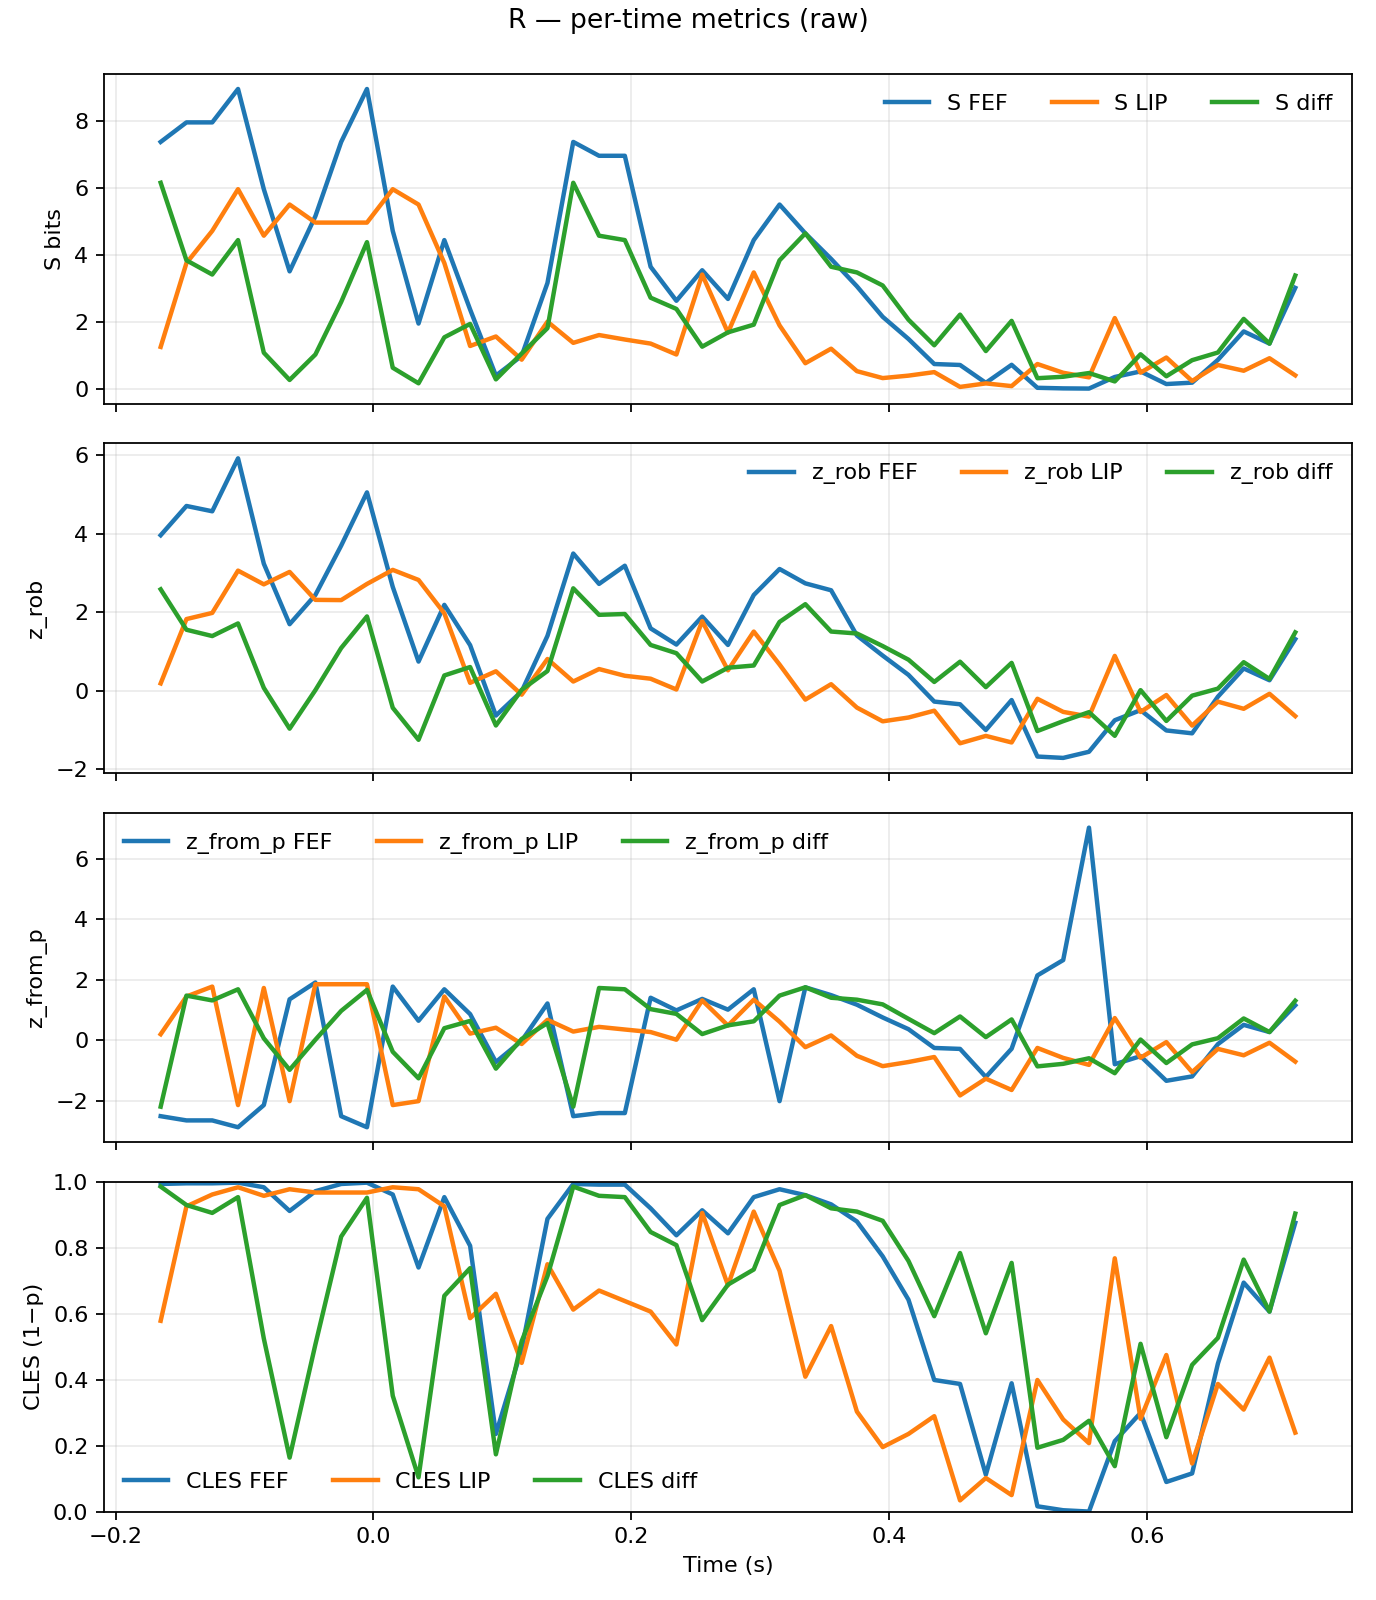 R — per-time metrics (raw)
S FEF S LIP S diff
8
6
4
2
0
S bits
z_rob FEF z_rob LIP z_rob diff
6
4
2
0
−2
z_rob
z_from_p FEF z_from_p LIP z_from_p diff
6
4
2
0
−2
z_from_p
1.0
0.8
0.6
0.4
0.2
0.0
CLES (1−p)
CLES FEF CLES LIP CLES diff
−0.2 0.0 0.2 0.4 0.6
Time (s)